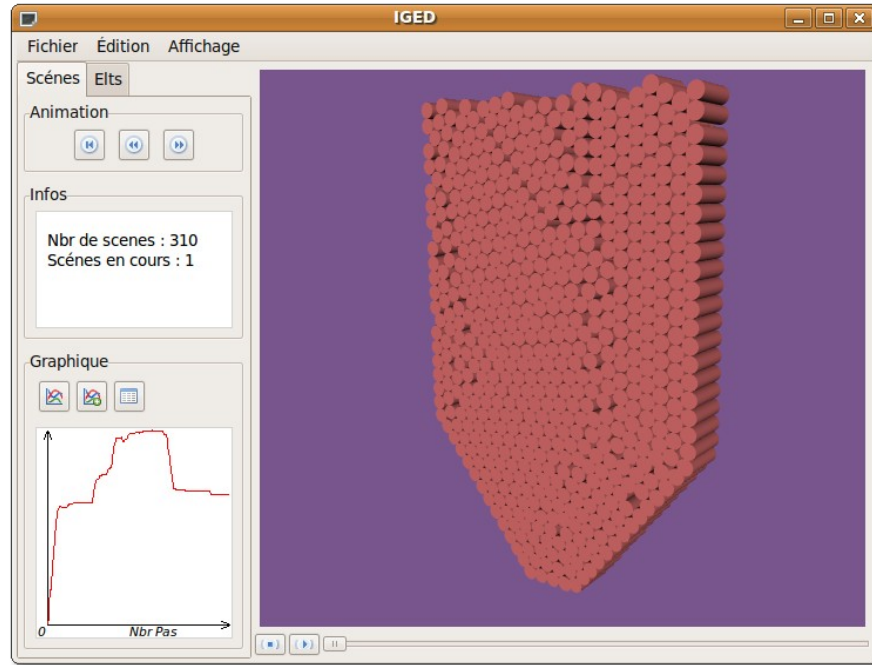 IGED
Fichier Édition Affichage
Scénes Elts
Animation
Infos
Nbr de scenes : 310
Scénes en cours : 1
Graphique
0 Nbr Pas